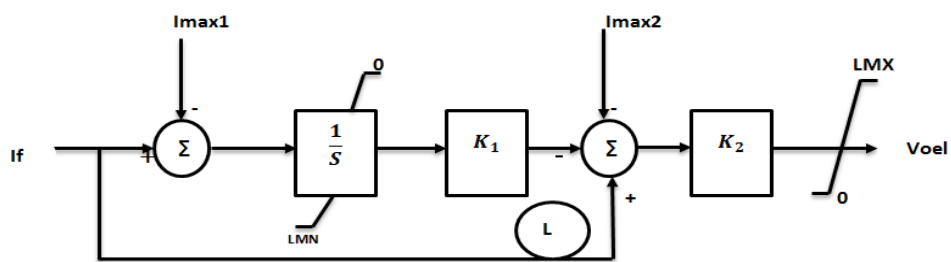 Imax1
Imax2
0
LMX
-
-
If
+
Σ
1
S
K1
-
Σ
K2
Voel
+
0
LMN
L